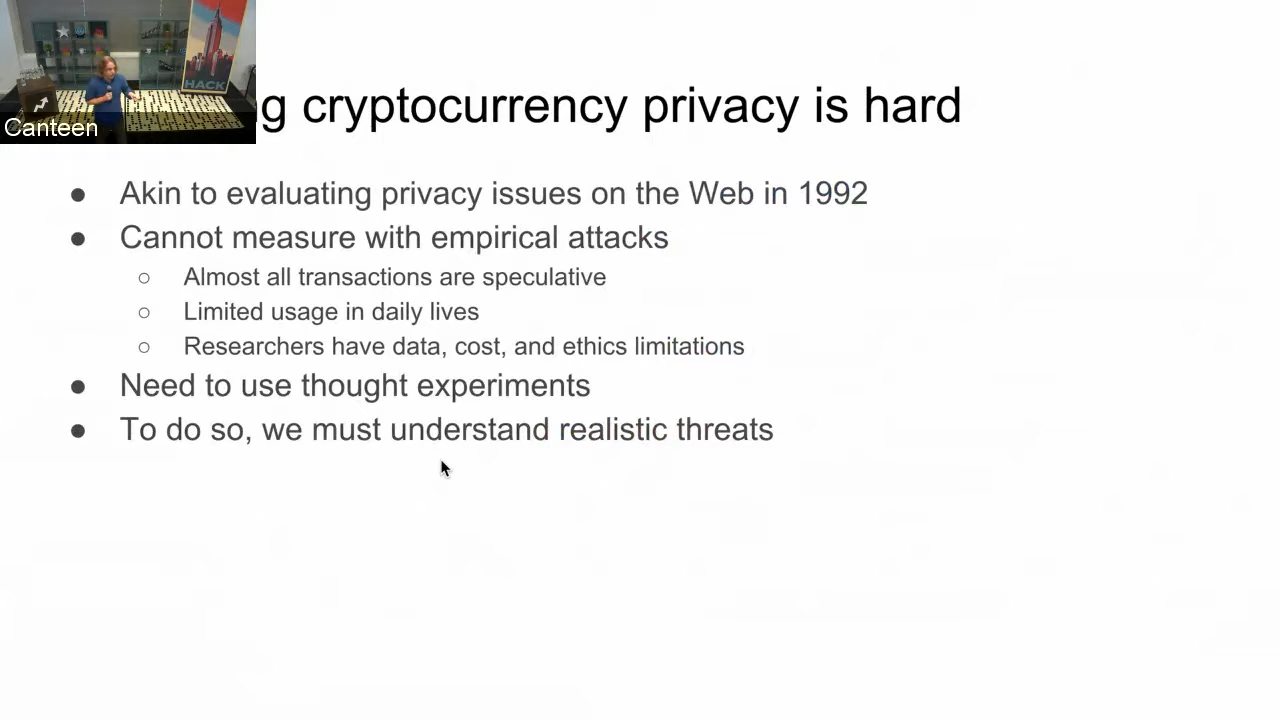 HACK
Canteen
g cryptocurrency privacy is hard
● Akin to evaluating privacy issues on the Web in 1992
● Cannot measure with empirical attacks
○ Almost all transactions are speculative
○ Limited usage in daily lives
○ Researchers have data, cost, and ethics limitations
● Need to use thought experiments
● To do so, we must understand realistic threats